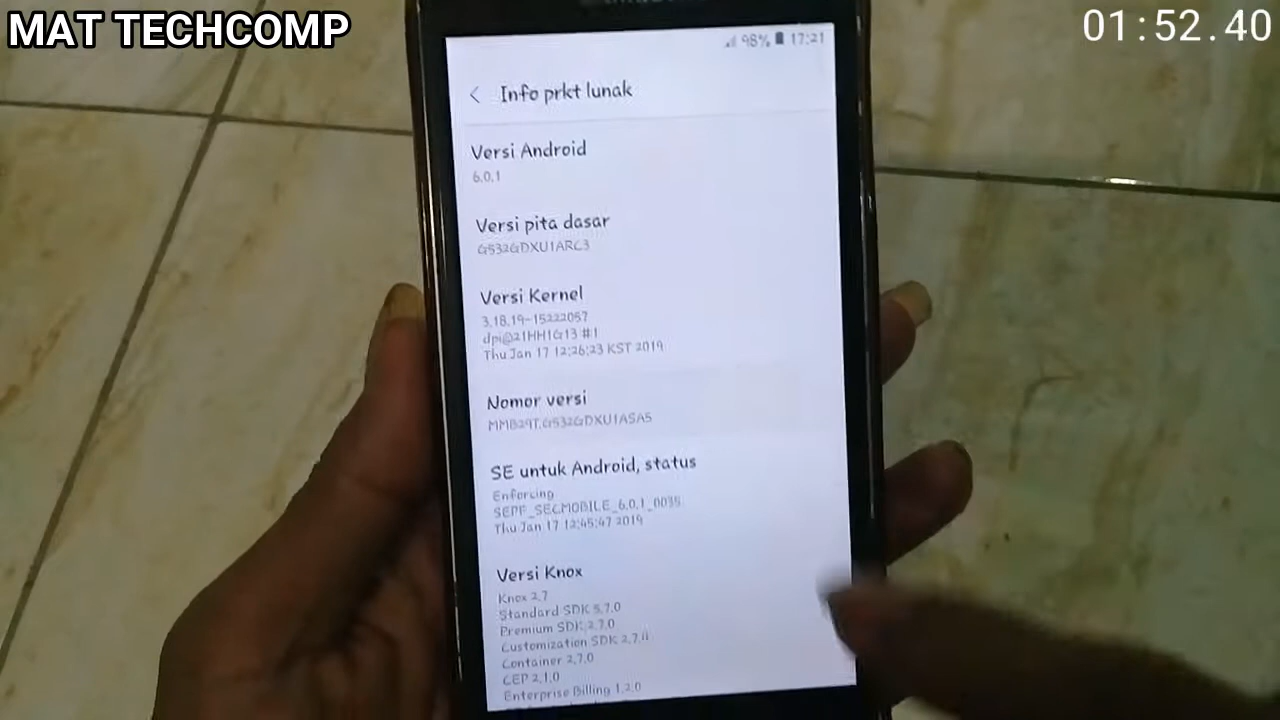 MAT TECHCOMP
01:52.40
98% 17:21
Info prkt lunak
Versi Android
6.0.1
Versi pita dasar
G532GDXU1ARC3
Versi Kernel
3.18.19-15222057
dpi@21HH1G13 #1
Thu Jan 17 12:26:23 KST 2019
Nomor versi
MMB29T.G532GDXU1ASA5
SE untuk Android, status
Enforcing
SEPF_SECMOBILE_6.0.1_0035
Thu Jan 17 12:45:47 2019
Versi Knox
Knox 2.7
Standard SDK 5.7.0
Premium SDK 2.7.0
Customization SDK 2.7.0
Container 2.7.0
CEP 2.1.0
Enterprise Billing 1.2.0